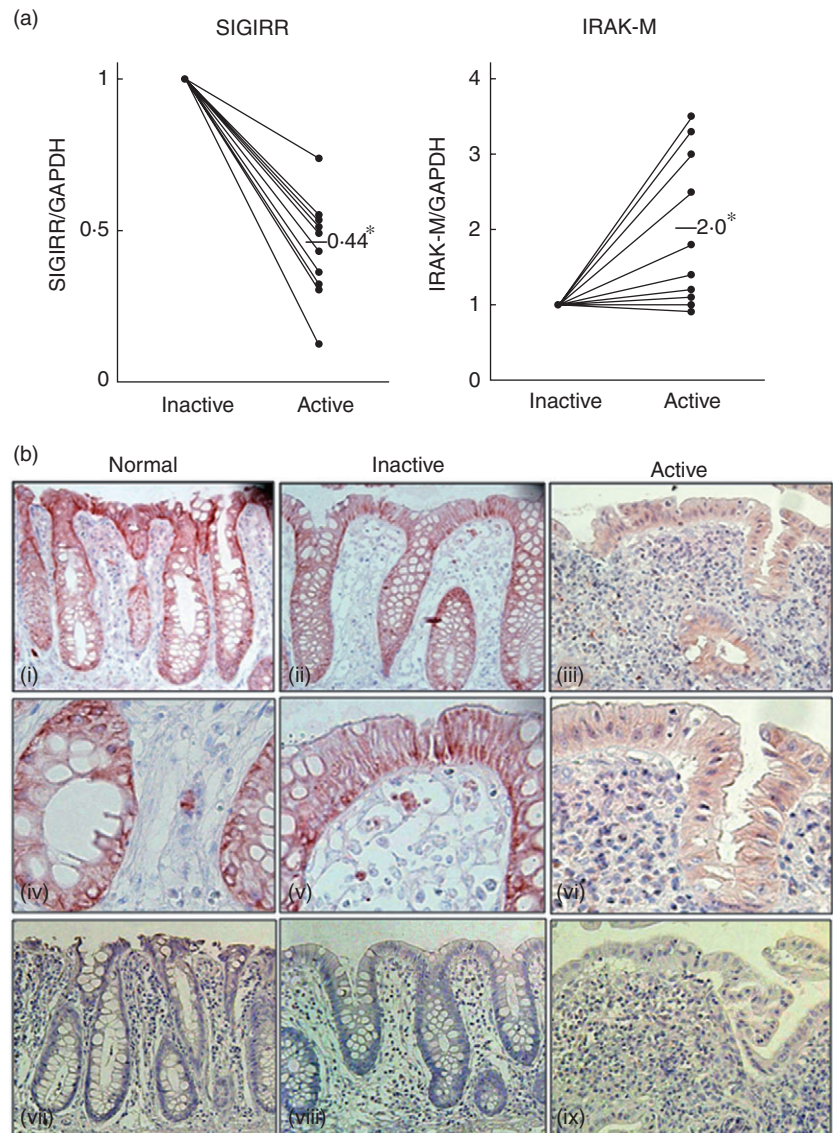 (a)
SIGIRR
IRAK-M
SIGIRR/GAPDH
1
0·5
0
0·44*
Inactive
Active
IRAK-M/GAPDH
4
3
2
1
0
2·0*
Inactive
Active
(b)
Normal
Inactive
Active
(i)
(ii)
(iii)
(iv)
(v)
(vi)
(vii)
(viii)
(ix)